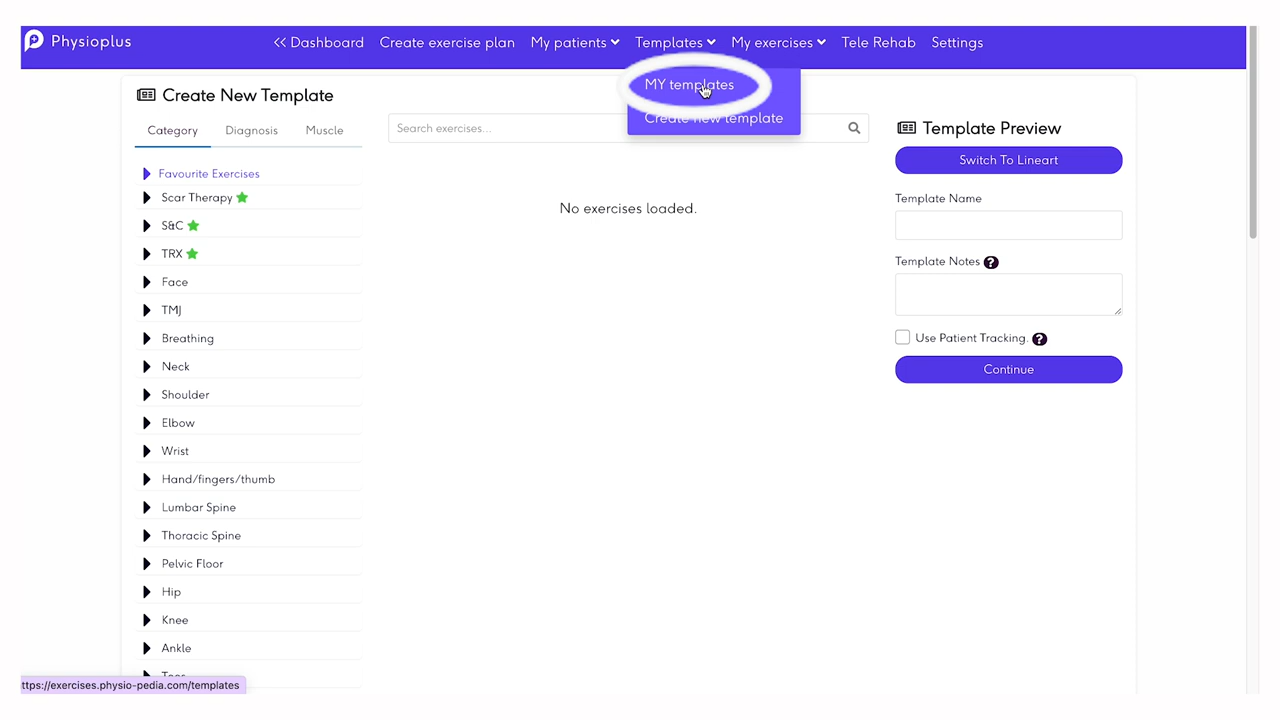 Physioplus
<< Dashboard Create exercise plan My patients Templates My exercises Tele Rehab Settings
MY templates
Create new template
Create New Template
Category Diagnosis Muscle
Search exercises...
No exercises loaded.
Favourite Exercises
Scar Therapy
S&C
TRX
Face
TMJ
Breathing
Neck
Shoulder
Elbow
Wrist
Hand/fingers/thumb
Lumbar Spine
Thoracic Spine
Pelvic Floor
Hip
Knee
Ankle
Toes
Template Preview
Switch To Lineart
Template Name
Template Notes ?
Use Patient Tracking. ?
Continue
ttps://exercises.physio-pedia.com/templates